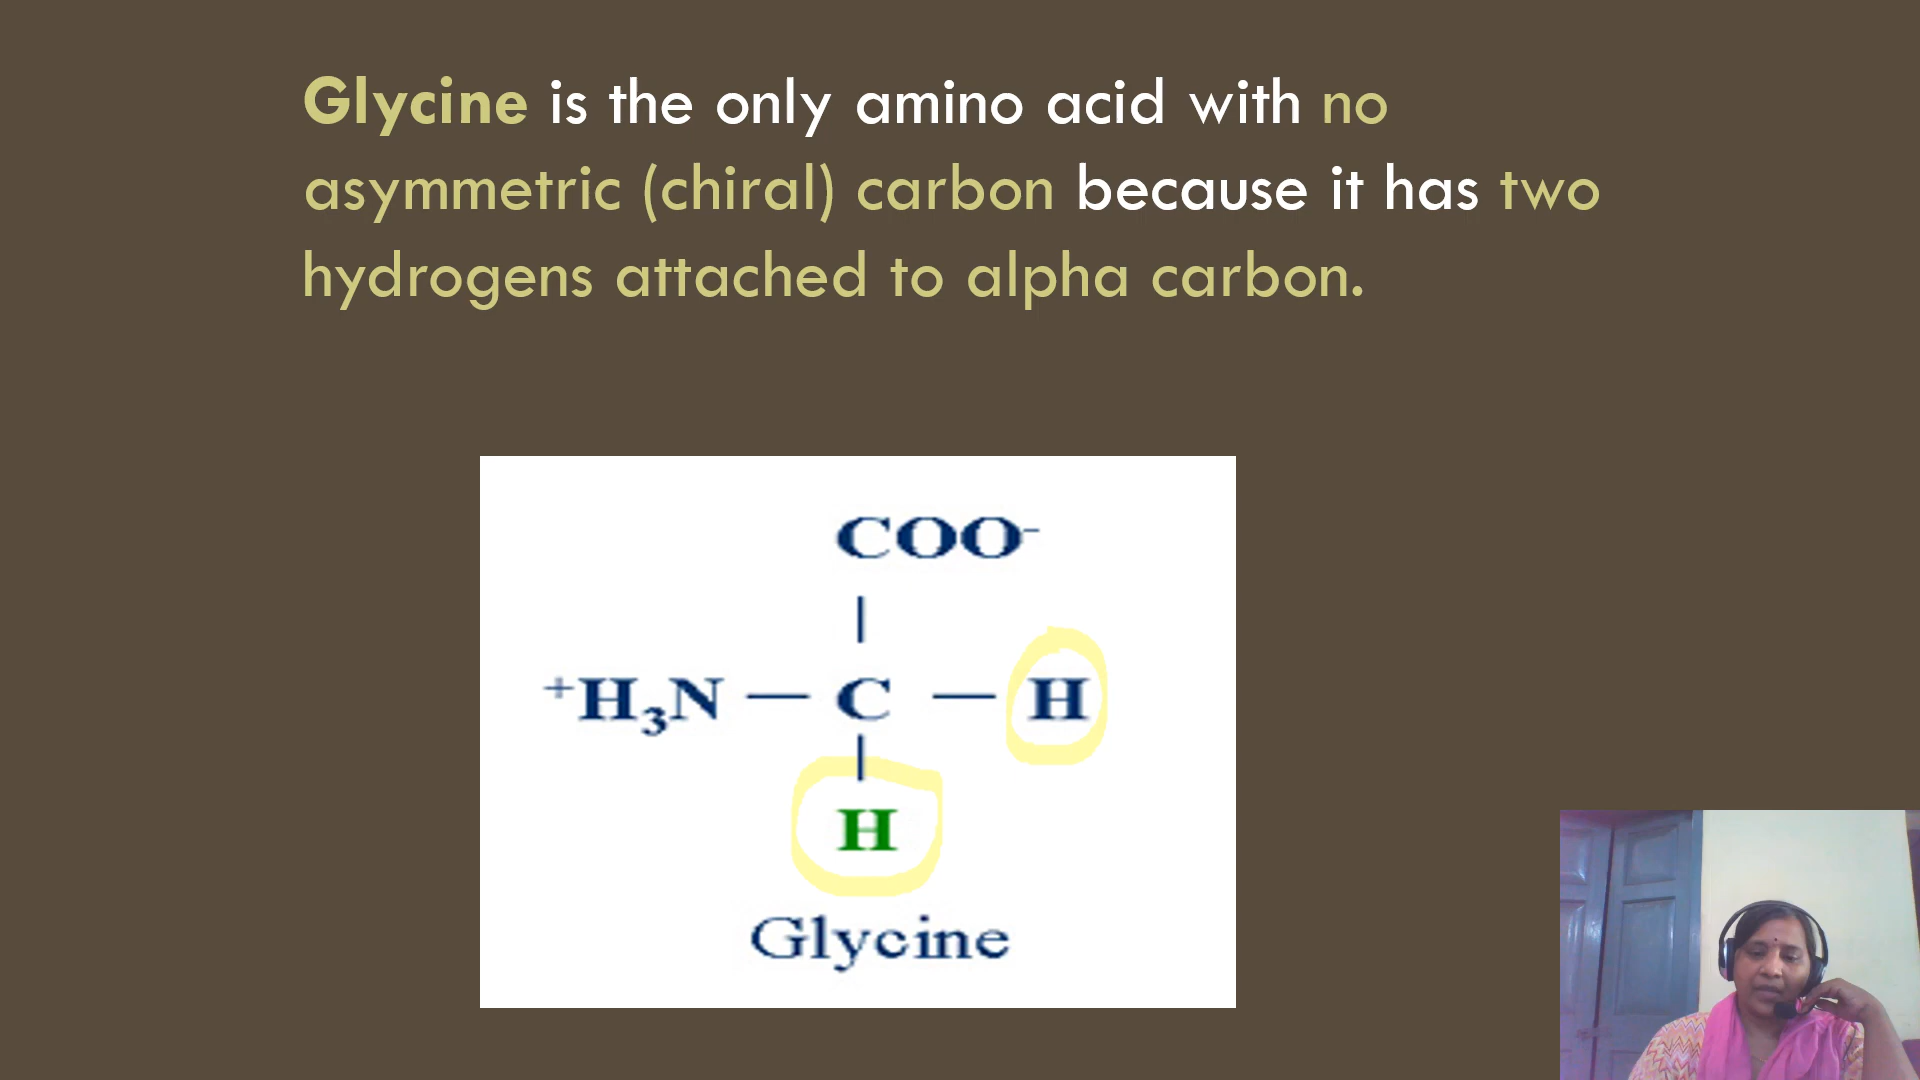 Glycine is the only amino acid with no
asymmetric (chiral) carbon because it has two
hydrogens attached to alpha carbon.
COO-
+H3N — C — H
H
Glycine